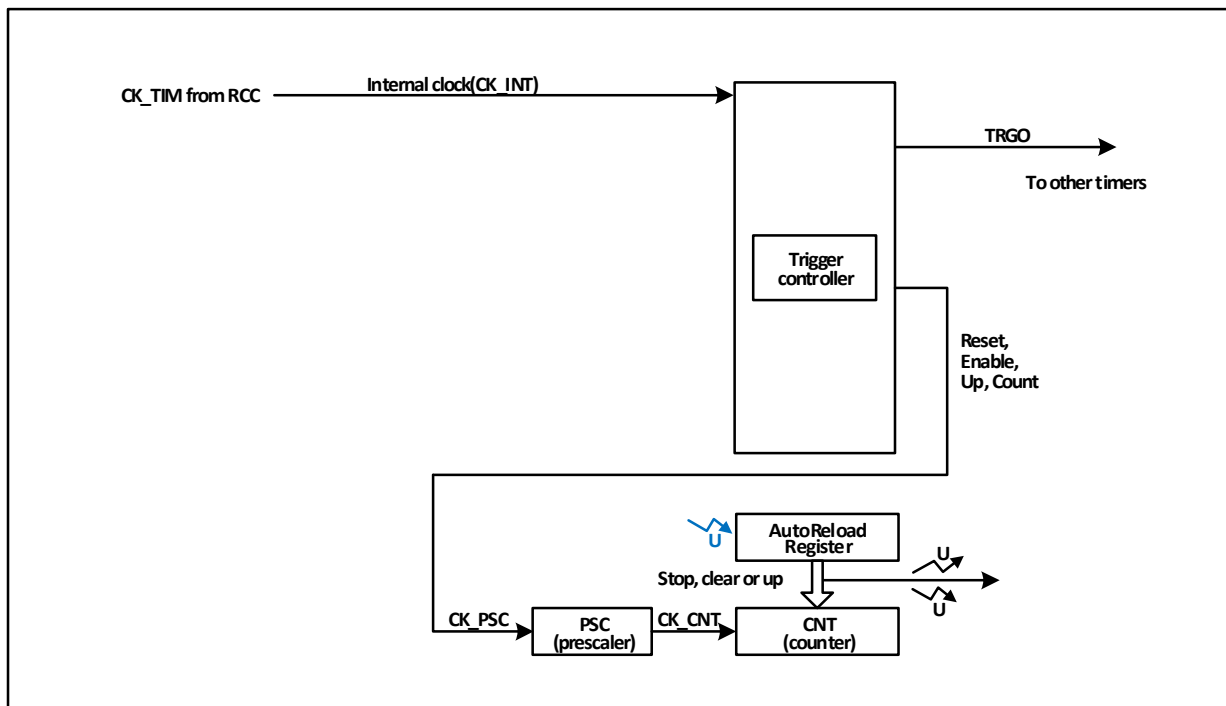 CK_TIM from RCC
Internal clock(CK_INT)
TRGO
To other timers
Trigger
controller
Reset,
Enable,
Up, Count
U
AutoReload
Register
Stop, clear or up
U
U
CK_PSC
PSC
(prescaler)
CK_CNT
CNT
(counter)